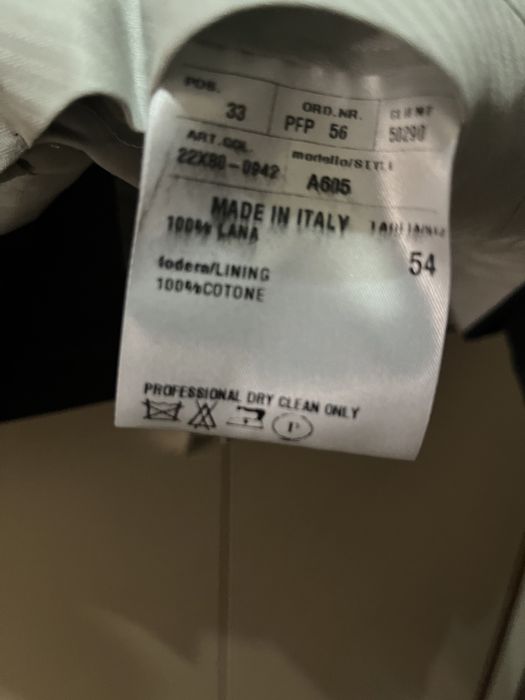 POS. ORD.NR. CLIENT
33 PFP 56 50290
ART.COL. modello/STYLE
22X80-0942 A605
MADE IN ITALY
100% LANA 54
fodera/LINING
100%COTONE
PROFESSIONAL DRY CLEAN ONLY
P